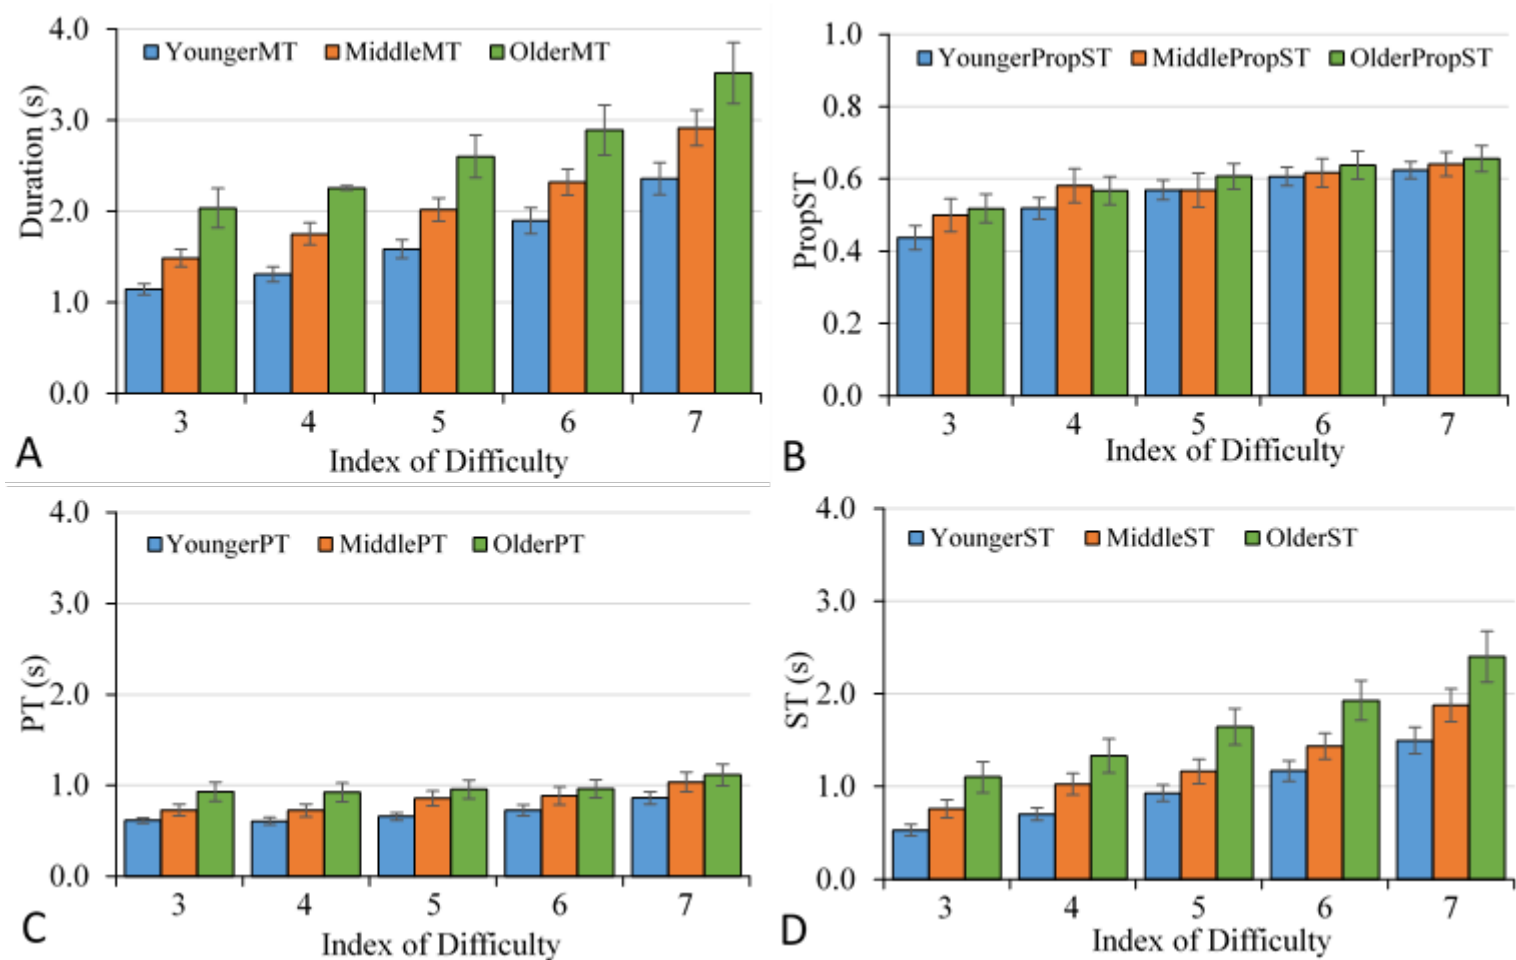 4.0
YoungerMT MiddleMT OlderMT
3.0
2.0
1.0
0.0
Duration (s)
3 4 5 6 7
Index of Difficulty
A
1.0
YoungerPropST MiddlePropST OlderPropST
0.8
0.6
0.4
0.2
0.0
PropST
3 4 5 6 7
Index of Difficulty
B
4.0
YoungerPT MiddlePT OlderPT
3.0
2.0
1.0
0.0
PT (s)
3 4 5 6 7
Index of Difficulty
C
4.0
YoungerST MiddleST OlderST
3.0
2.0
1.0
0.0
ST (s)
3 4 5 6 7
Index of Difficulty
D